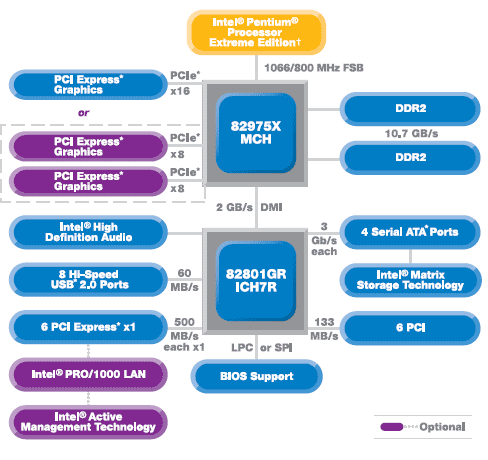 Intel® Pentium®
Processor
Extreme Edition†
1066/800 MHz FSB
PCI Express*
Graphics
PCIe*
x16
or
PCI Express*
Graphics
PCIe*
x8
PCI Express*
Graphics
PCIe*
x8
82975X
MCH
DDR2
10.7 GB/s
DDR2
2 GB/s DMI
Intel® High
Definition Audio
8 Hi-Speed
USB* 2.0 Ports
60
MB/s
6 PCI Express* x1
500
MB/s
each x1
82801GR
ICH7R
3
Gb/s
each
4 Serial ATA* Ports
Intel® Matrix
Storage Technology
133
MB/s
6 PCI
LPC or SPI
BIOS Support
Intel® PRO/1000 LAN
Intel® Active
Management Technology
Optional